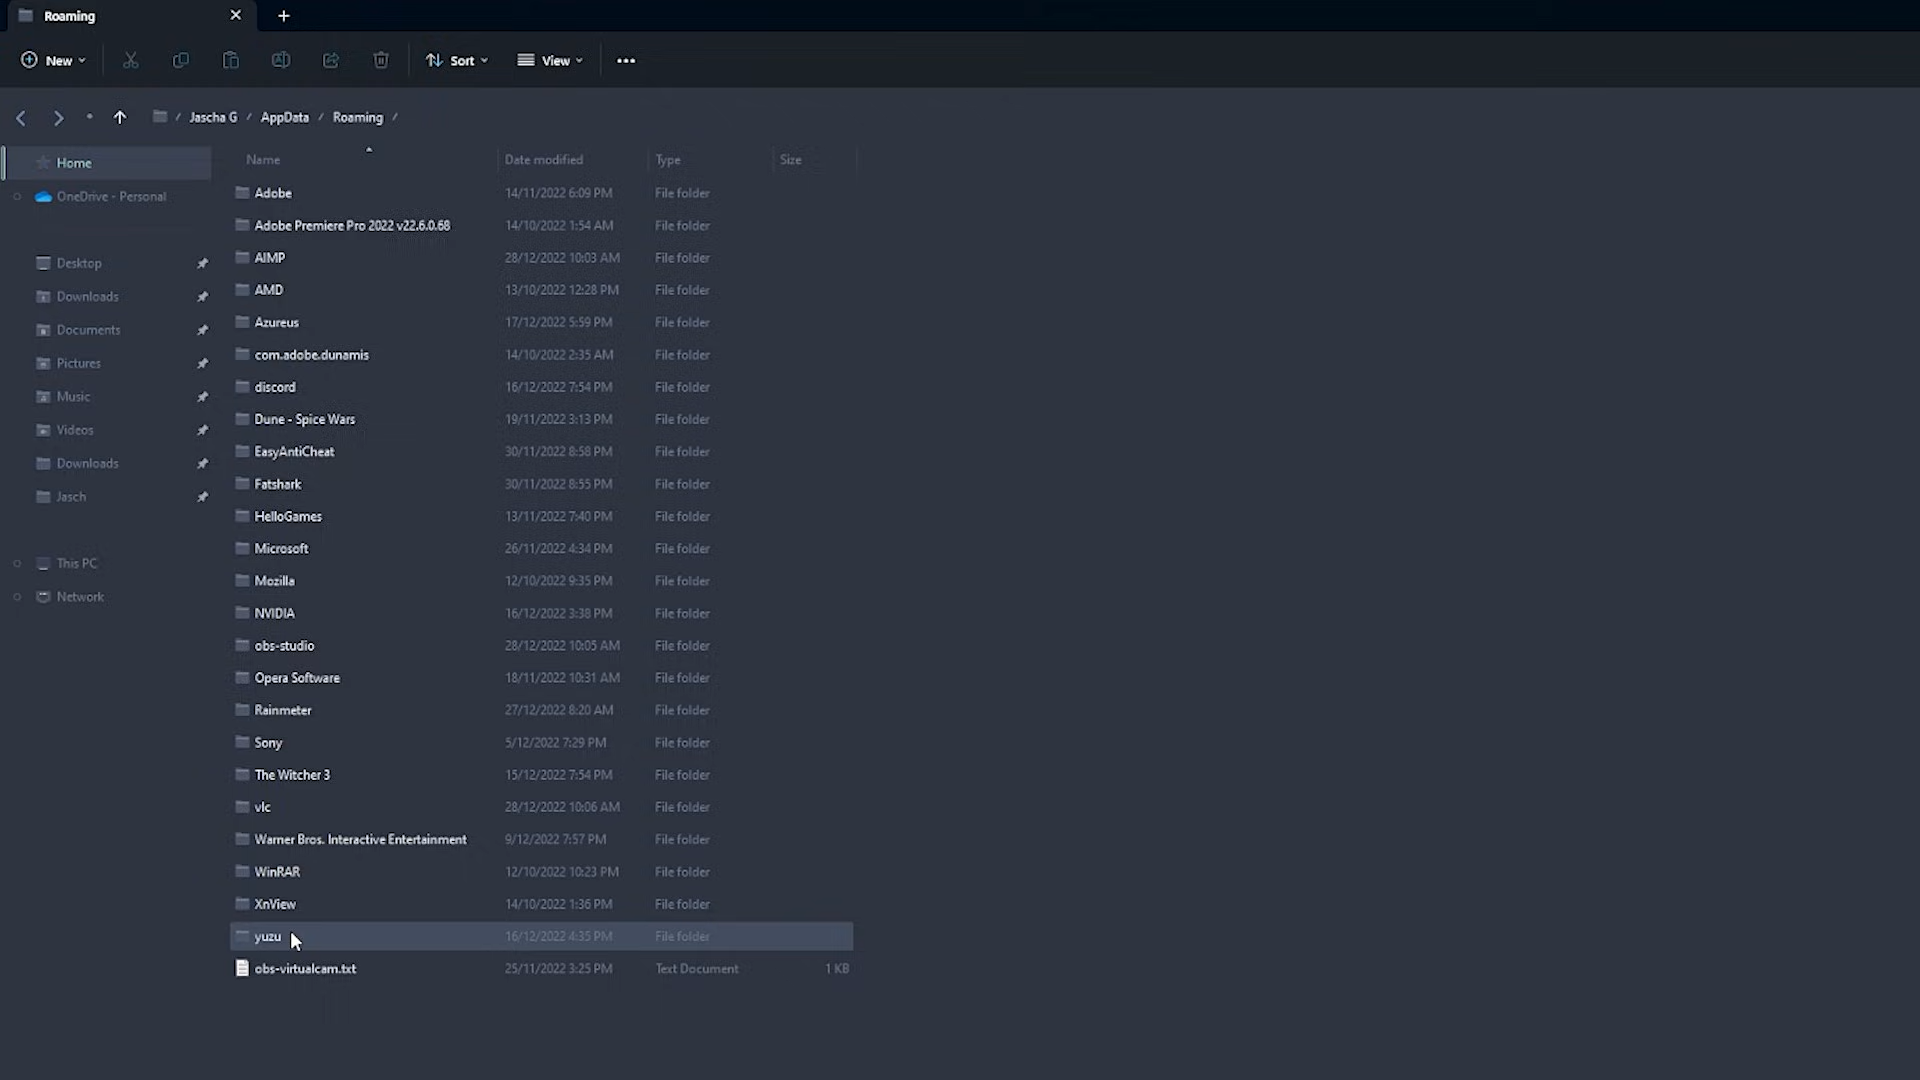 Roaming
New
Sort
View
/ Jascha G / AppData / Roaming /
Home
OneDrive - Personal
Desktop
Downloads
Documents
Pictures
Music
Videos
Downloads
Jasch
This PC
Network
Name Date modified Type Size
Adobe 14/11/2022 6:09 PM File folder
Adobe Premiere Pro 2022 v22.6.0.68 14/10/2022 1:54 AM File folder
AIMP 28/12/2022 10:03 AM File folder
AMD 13/10/2022 12:28 PM File folder
Azureus 17/12/2022 5:59 PM File folder
com.adobe.dunamis 14/10/2022 2:35 AM File folder
discord 16/12/2022 7:54 PM File folder
Dune - Spice Wars 19/11/2022 3:13 PM File folder
EasyAntiCheat 30/11/2022 8:58 PM File folder
Fatshark 30/11/2022 8:55 PM File folder
HelloGames 13/11/2022 7:40 PM File folder
Microsoft 26/11/2022 4:34 PM File folder
Mozilla 12/10/2022 9:35 PM File folder
NVIDIA 16/12/2022 3:38 PM File folder
obs-studio 28/12/2022 10:05 AM File folder
Opera Software 18/11/2022 10:31 AM File folder
Rainmeter 27/12/2022 8:20 AM File folder
Sony 5/12/2022 7:29 PM File folder
The Witcher 3 15/12/2022 7:54 PM File folder
vlc 28/12/2022 10:06 AM File folder
Warner Bros. Interactive Entertainment 9/12/2022 7:57 PM File folder
WinRAR 12/10/2022 10:23 PM File folder
XnView 14/10/2022 1:36 PM File folder
yuzu 16/12/2022 4:35 PM File folder
obs-virtualcam.txt 25/11/2022 3:25 PM Text Document 1 KB